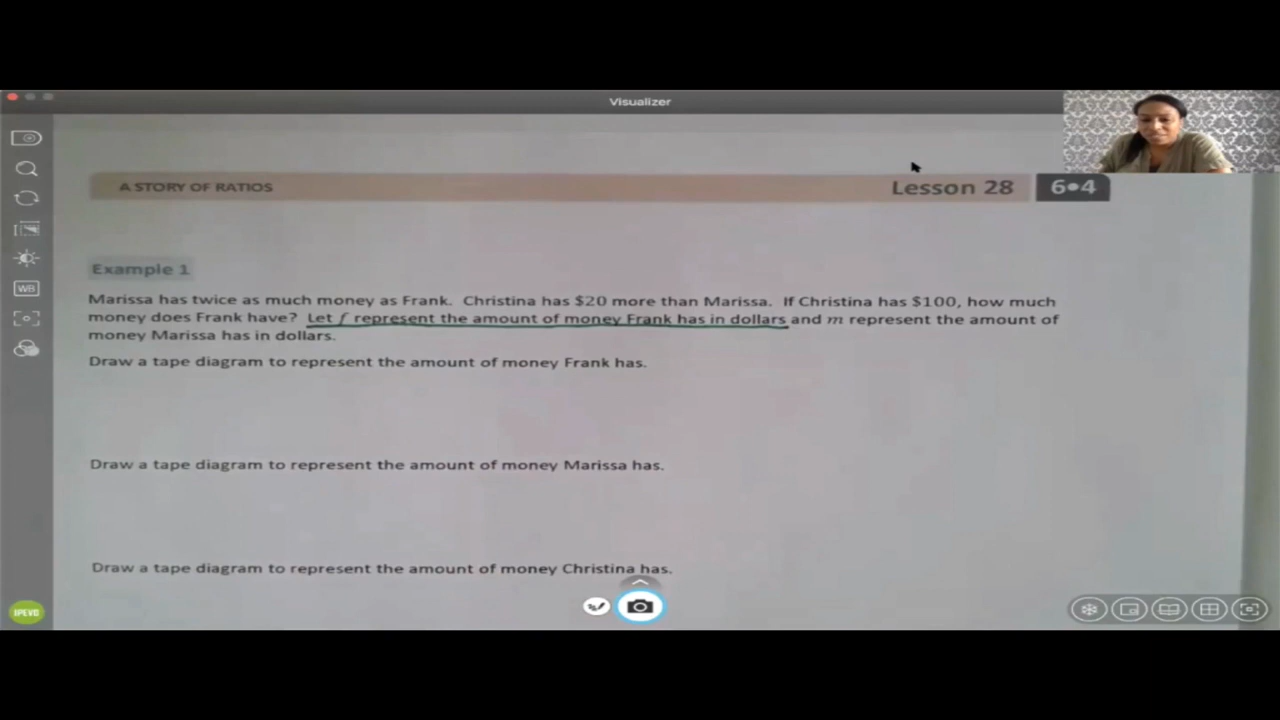 Visualizer
A STORY OF RATIOS
Lesson 28
6•4
Example 1
Marissa has twice as much money as Frank. Christina has $20 more than Marissa. If Christina has $100, how much
money does Frank have? Let f represent the amount of money Frank has in dollars and m represent the amount of
money Marissa has in dollars.
Draw a tape diagram to represent the amount of money Frank has.
Draw a tape diagram to represent the amount of money Marissa has.
Draw a tape diagram to represent the amount of money Christina has.
WB
IPEVO